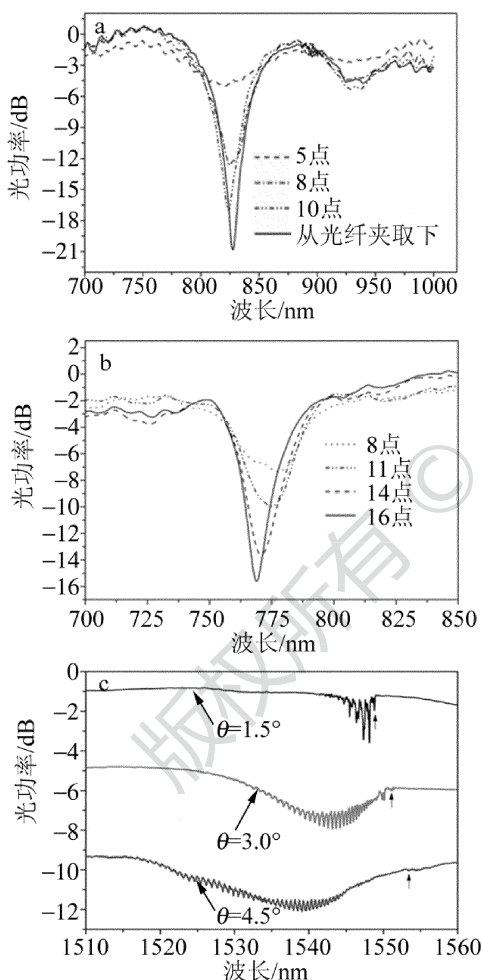 a
0
−3
−6
−9
−12
−15
−18
−21
光功率/dB
5点
8点
10点
从光纤夹取下
700 750 800 850 900 950 1000
波长/nm
b
2
0
−2
−4
−6
−8
−10
−12
−14
−16
光功率/dB
8点
11点
14点
16点
700 725 750 775 800 825 850
波长/nm
c
0
−2
−4
−6
−8
−10
−12
光功率/dB
θ=1.5°
θ=3.0°
θ=4.5°
1510 1520 1530 1540 1550 1560
波长/nm
版权所有 ©